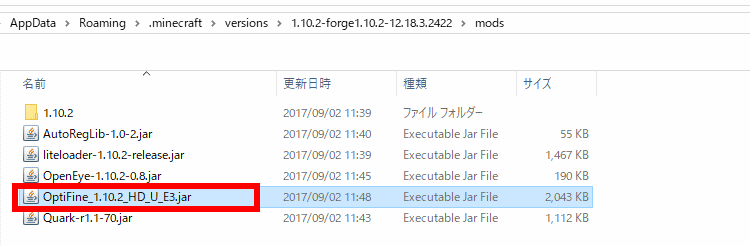 AppData › Roaming › .minecraft › versions › 1.10.2-forge1.10.2-12.18.3.2422 › mods
名前 更新日時 種類 サイズ
1.10.2 2017/09/02 11:39 ファイル フォルダー
AutoRegLib-1.0-2.jar 2017/09/02 11:40 Executable Jar File 55 KB
liteloader-1.10.2-release.jar 2017/09/02 11:39 Executable Jar File 1,467 KB
OpenEye-1.10.2-0.8.jar 2017/09/02 11:45 Executable Jar File 190 KB
OptiFine_1.10.2_HD_U_E3.jar 2017/09/02 11:48 Executable Jar File 2,043 KB
Quark-r1.1-70.jar 2017/09/02 11:43 Executable Jar File 1,112 KB